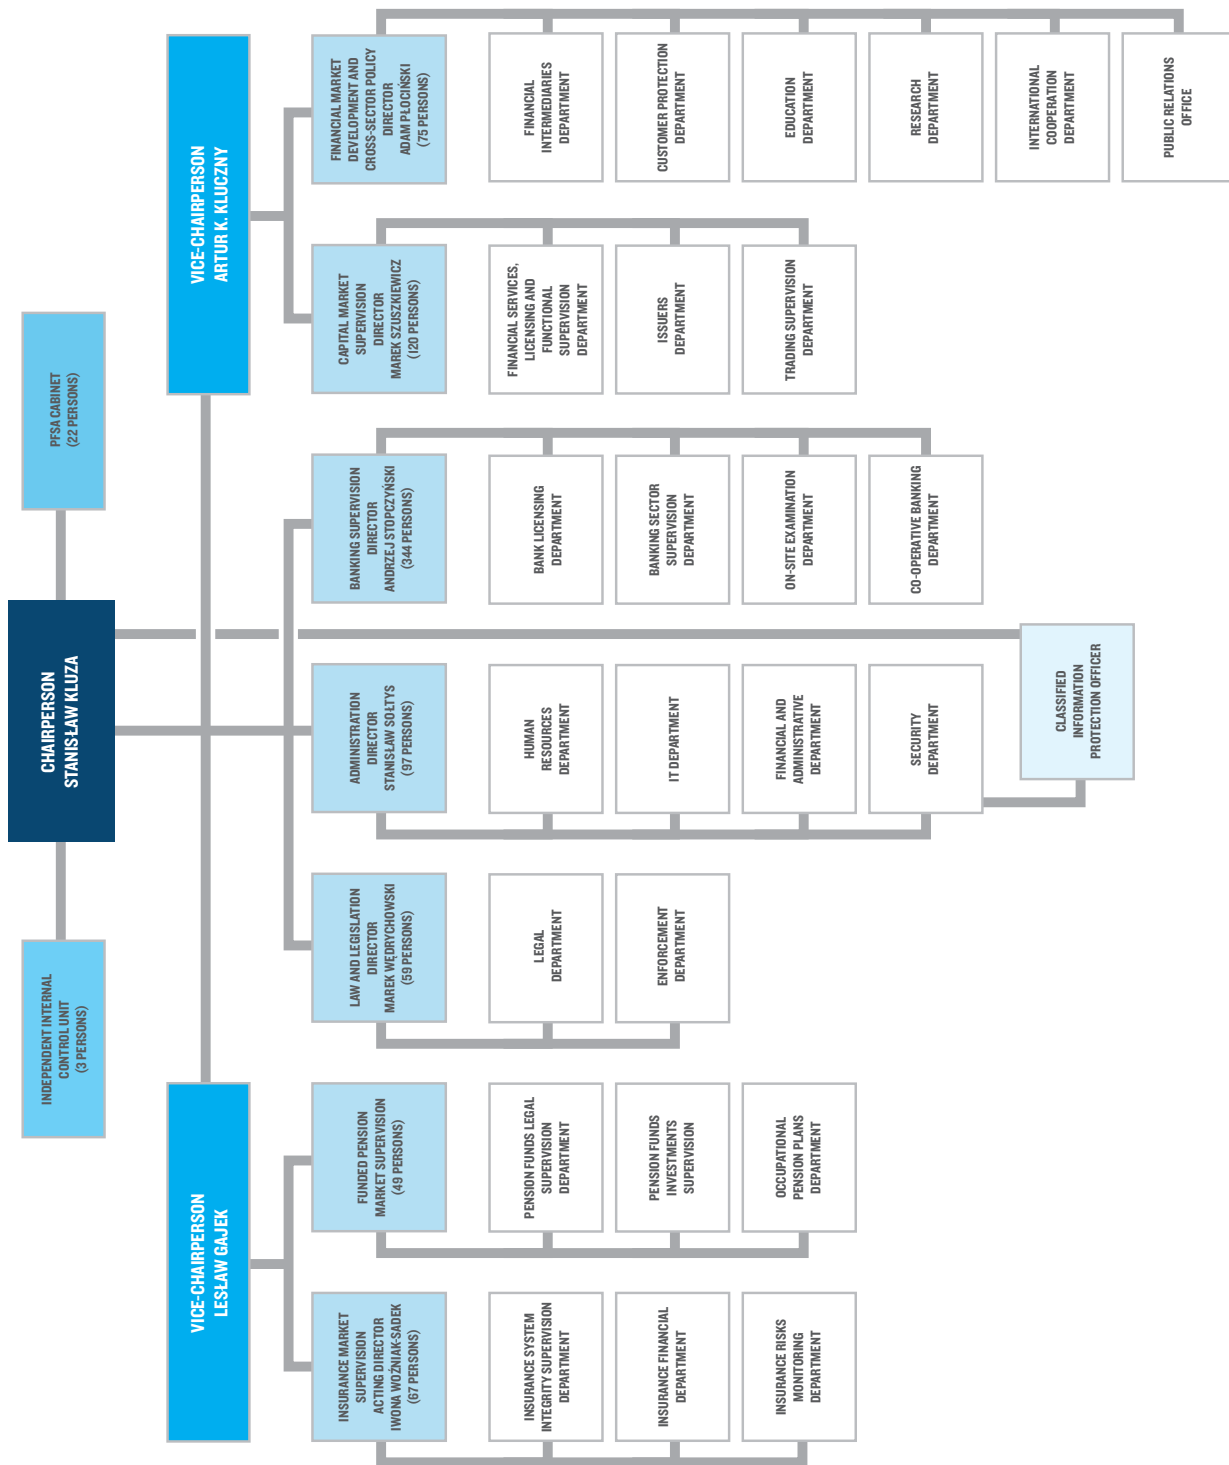 CHAIRPERSON
STANISŁAW KLUZA
INDEPENDENT INTERNAL
CONTROL UNIT
(3 PERSONS)
PFSA CABINET
(22 PERSONS)
VICE-CHAIRPERSON
LESŁAW GAJEK
VICE-CHAIRPERSON
ARTUR K. KLUCZNY
INSURANCE MARKET
SUPERVISION
ACTING DIRECTOR
IWONA WOŹNIAK-SADEK
(67 PERSONS)
INSURANCE SYSTEM
INTEGRITY SUPERVISION
DEPARTMENT
INSURANCE FINANCIAL
DEPARTMENT
INSURANCE RISKS
MONITORING
DEPARTMENT
FUNDED PENSION
MARKET SUPERVISION
(49 PERSONS)
PENSION FUNDS LEGAL
SUPERVISION
DEPARTMENT
PENSION FUNDS
INVESTMENTS
SUPERVISION
OCCUPATIONAL
PENSION PLANS
DEPARTMENT
LAW AND LEGISLATION
DIRECTOR
MAREK WĘDRYCHOWSKI
(59 PERSONS)
LEGAL
DEPARTMENT
ENFORCEMENT
DEPARTMENT
ADMINISTRATION
DIRECTOR
STANISŁAW SOŁTYS
(97 PERSONS)
HUMAN
RESOURCES
DEPARTMENT
IT DEPARTMENT
FINANCIAL AND
ADMINISTRATIVE
DEPARTMENT
SECURITY
DEPARTMENT
CLASSIFIED
INFORMATION
PROTECTION OFFICER
BANKING SUPERVISION
DIRECTOR
ANDRZEJ STOPCZYŃSKI
(344 PERSONS)
BANK LICENSING
DEPARTMENT
BANKING SECTOR
SUPERVISION
DEPARTMENT
ON-SITE EXAMINATION
DEPARTMENT
CO-OPERATIVE BANKING
DEPARTMENT
CAPITAL MARKET
SUPERVISION
DIRECTOR
MAREK SZUSZKIEWICZ
(120 PERSONS)
FINANCIAL SERVICES,
LICENSING AND
FUNCTIONAL
SUPERVISION
DEPARTMENT
ISSUERS
DEPARTMENT
TRADING SUPERVISION
DEPARTMENT
FINANCIAL MARKET
DEVELOPMENT AND
CROSS-SECTOR POLICY
DIRECTOR
ADAM PŁOCIŃSKI
(75 PERSONS)
FINANCIAL
INTERMEDIARIES
DEPARTMENT
CUSTOMER PROTECTION
DEPARTMENT
EDUCATION
DEPARTMENT
RESEARCH
DEPARTMENT
INTERNATIONAL
COOPERATION
DEPARTMENT
PUBLIC RELATIONS
OFFICE